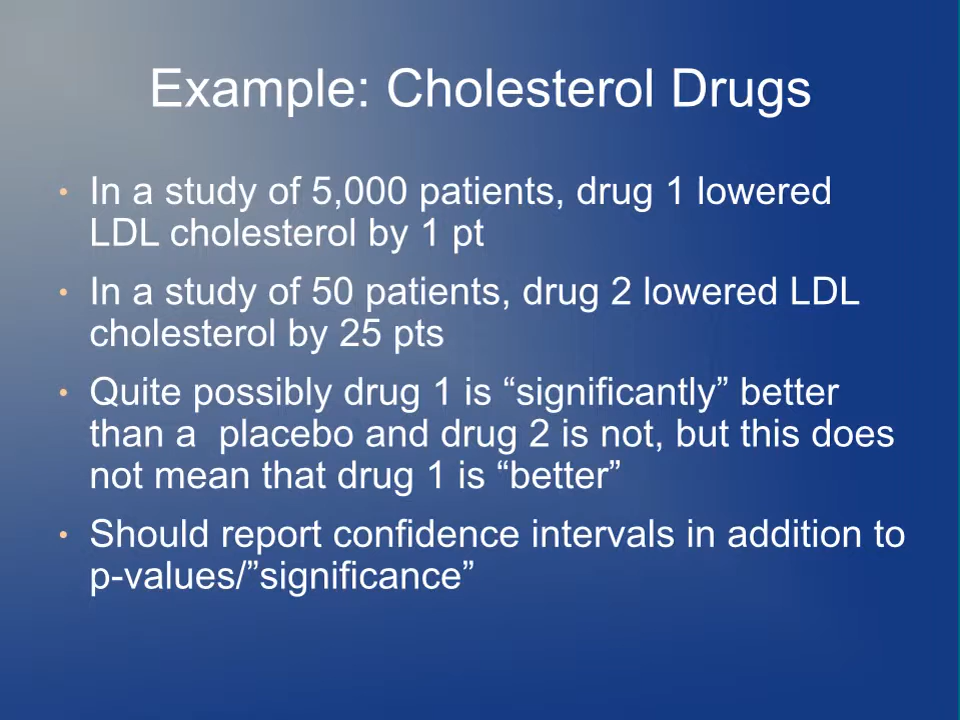 Example: Cholesterol Drugs
• In a study of 5,000 patients, drug 1 lowered
LDL cholesterol by 1 pt
• In a study of 50 patients, drug 2 lowered LDL
cholesterol by 25 pts
• Quite possibly drug 1 is “significantly” better
than a  placebo and drug 2 is not, but this does
not mean that drug 1 is “better”
• Should report confidence intervals in addition to
p-values/”significance”